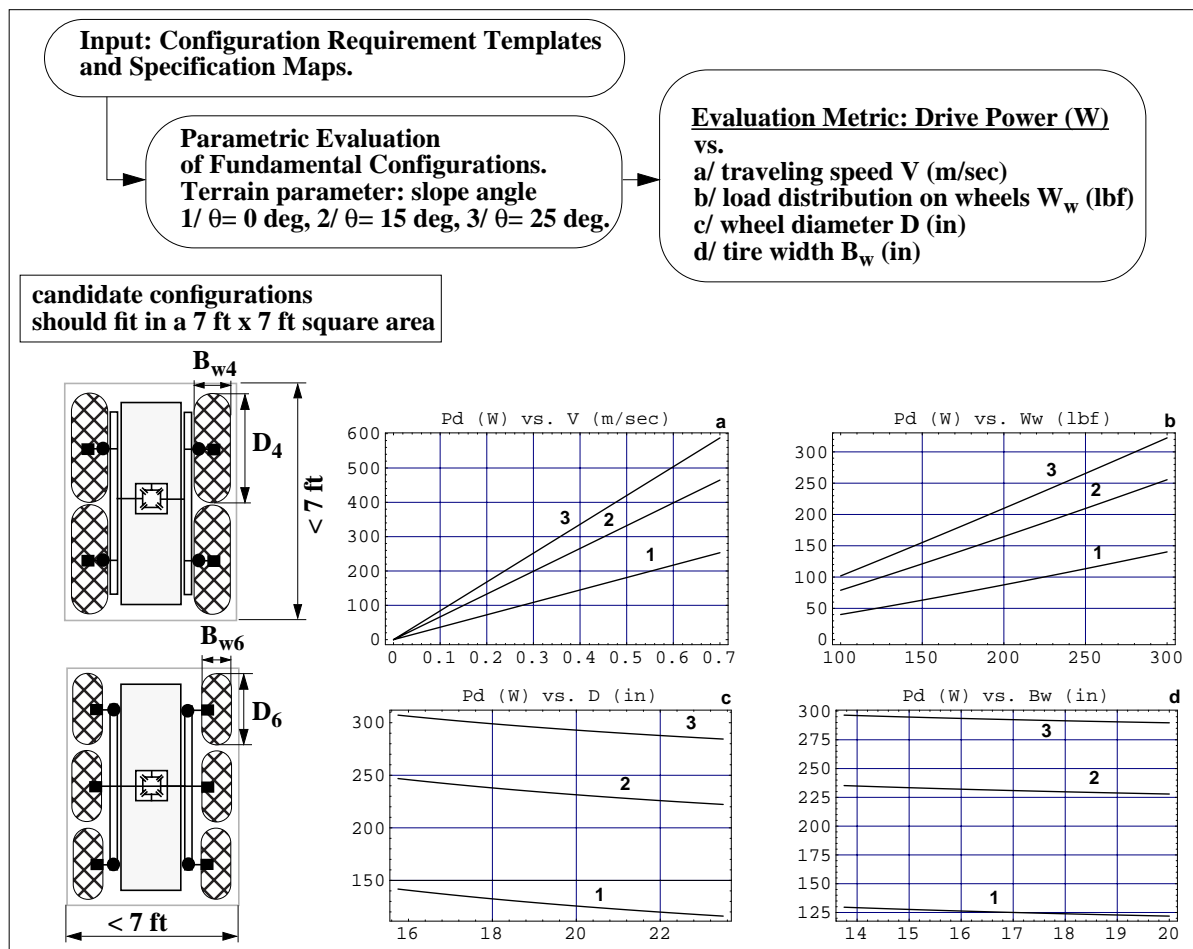 Input: Configuration Requirement Templates
and Specification Maps.
Parametric Evaluation
of Fundamental Configurations.
Terrain parameter: slope angle
1/ θ= 0 deg, 2/ θ= 15 deg, 3/ θ= 25 deg.
Evaluation Metric: Drive Power (W)
vs.
a/ traveling speed V (m/sec)
b/ load distribution on wheels Ww (lbf)
c/ wheel diameter D (in)
d/ tire width Bw (in)
candidate configurations
should fit in a 7 ft x 7 ft square area
Bw4
D4
< 7 ft
Bw6
D6
< 7 ft
Pd (W) vs. V (m/sec) a
600
500
400
300
200
100
0
3
2
1
0 0.1 0.2 0.3 0.4 0.5 0.6 0.7
Pd (W) vs. Ww (lbf) b
300
250
200
150
100
50
0
3
2
1
100 150 200 250 300
Pd (W) vs. D (in) c
300
250
200
150
3
2
1
16 18 20 22
Pd (W) vs. Bw (in) d
300
275
250
225
200
175
150
125
3
2
1
14 15 16 17 18 19 20